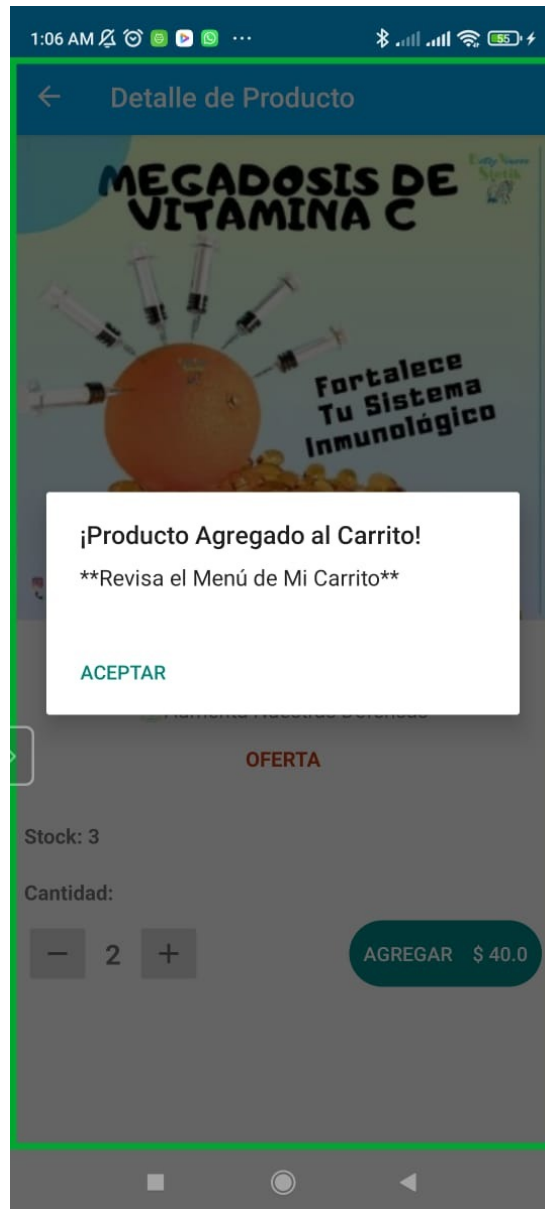 1:06 AM
55
Detalle de Producto
MEGADOSIS DE
VITAMINA C
Fortalece
Tu Sistema
Inmunológico
¡Producto Agregado al Carrito!
**Revisa el Menú de Mi Carrito**
ACEPTAR
OFERTA
Stock: 3
Cantidad:
2
AGREGAR $ 40.0